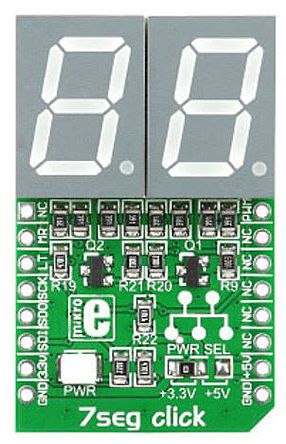 NC
PWM
MR
NC
LT
Q2
Q1
NC
R19
R21
R20
R9
SCK
NC
SDO
NC
mikro
e
R22
SDI
NC
3.3V
PWR SEL
+5V
PWR
GND
+3.3V
+5V
GND
7seg click